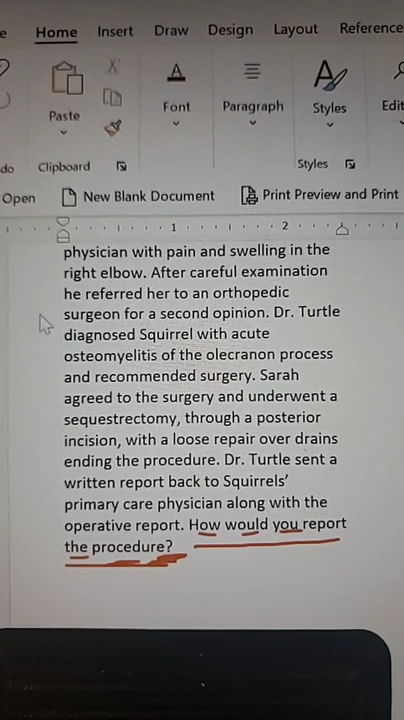 Home Insert Draw Design Layout Reference
Paste
Font
Paragraph
Styles
Edit
Clipboard
Styles
Open New Blank Document Print Preview and Print
1 2
physician with pain and swelling in the
right elbow. After careful examination
he referred her to an orthopedic
surgeon for a second opinion. Dr. Turtle
diagnosed Squirrel with acute
osteomyelitis of the olecranon process
and recommended surgery. Sarah
agreed to the surgery and underwent a
sequestrectomy, through a posterior
incision, with a loose repair over drains
ending the procedure. Dr. Turtle sent a
written report back to Squirrels’
primary care physician along with the
operative report. How would you report
the procedure?